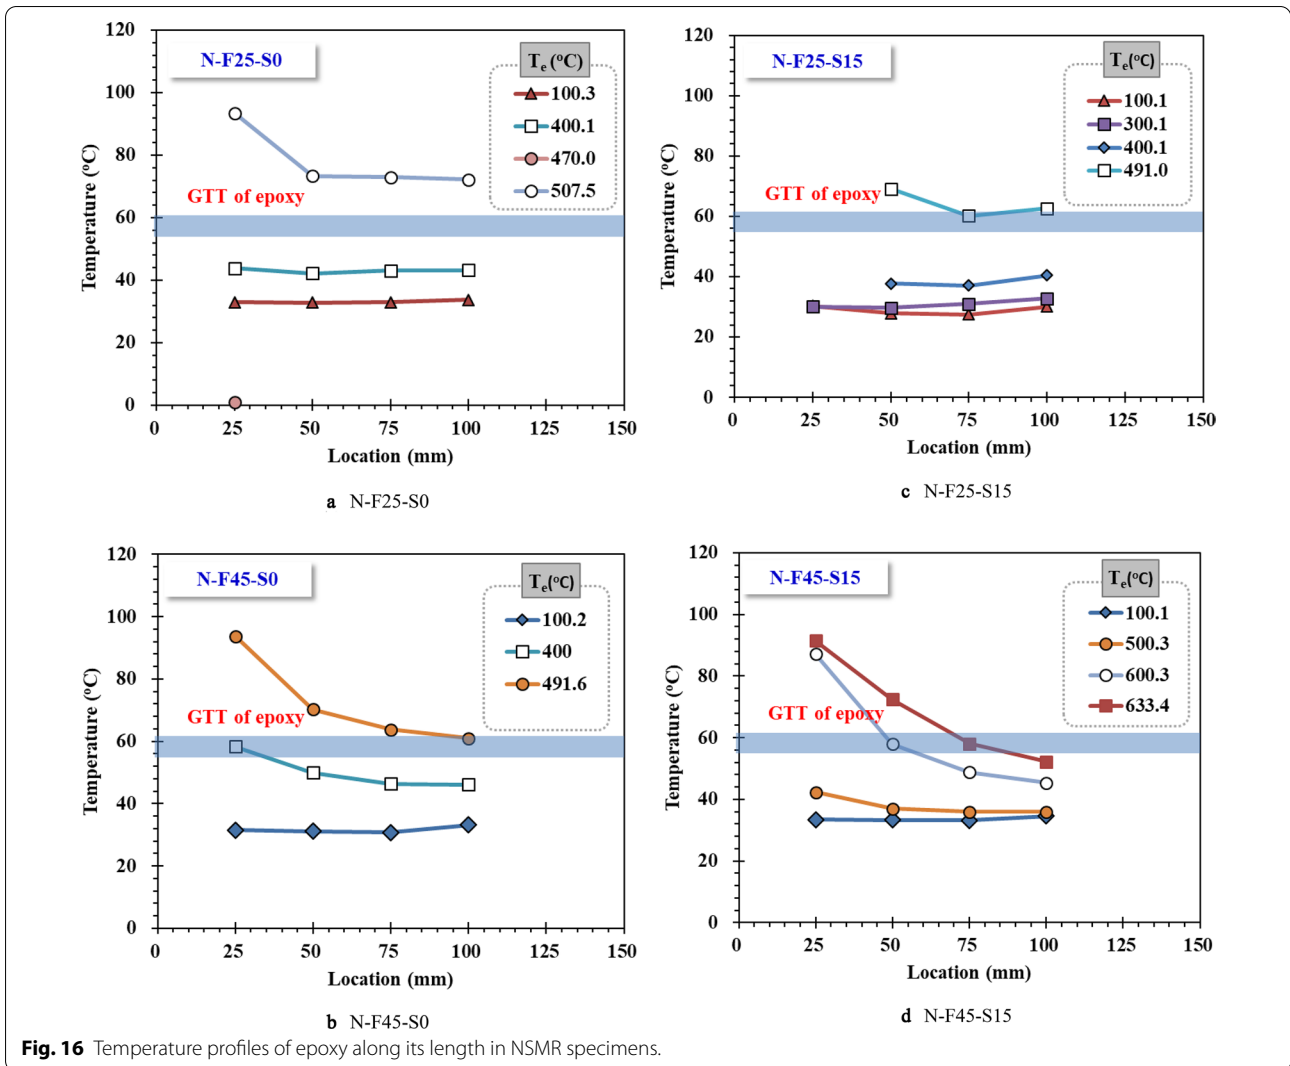 N-F25-S0
Te (°C)
100.3
400.1
470.0
507.5
GTT of epoxy
Temperature (°C)
120
100
80
60
40
20
0
0 25 50 75 100 125 150
Location (mm)
a N-F25-S0
N-F25-S15
Te(°C)
100.1
300.1
400.1
491.0
GTT of epoxy
Temperature (°C)
120
100
80
60
40
20
0
0 25 50 75 100 125 150
Location (mm)
c N-F25-S15
N-F45-S0
Te(°C)
100.2
400
491.6
GTT of epoxy
Temperature (°C)
120
100
80
60
40
20
0
0 25 50 75 100 125 150
Location (mm)
b N-F45-S0
N-F45-S15
Te(°C)
100.1
500.3
600.3
633.4
GTT of epoxy
Temperature (°C)
120
100
80
60
40
20
0
0 25 50 75 100 125 150
Location (mm)
d N-F45-S15
Fig. 16 Temperature profiles of epoxy along its length in NSMR specimens.